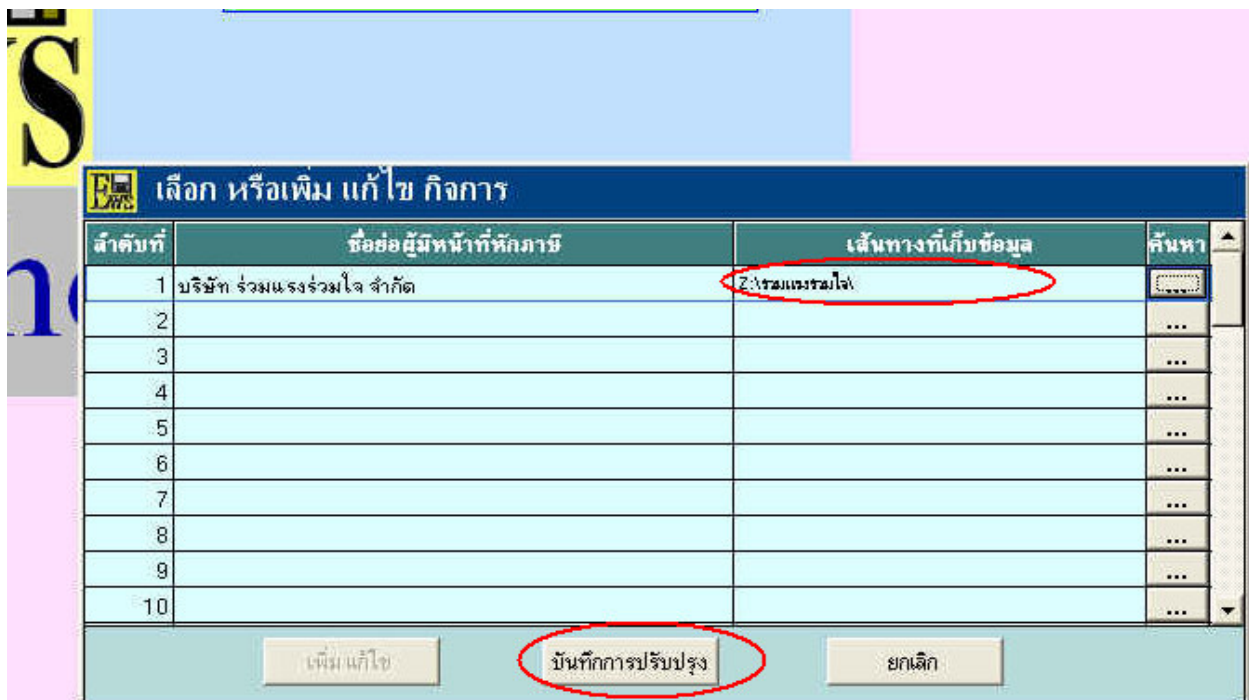 S
EWS เลือก หรือเพิ่ม แก้ไข กิจการ
ลำดับที่ ชื่อย่อผู้มีหน้าที่หักภาษี เส้นทางที่เก็บข้อมูล ค้นหา
1 บริษัท ร่วมแรงร่วมใจ จำกัด Z:\รวมแรงรวมใจ\ ...
2 ...
3 ...
4 ...
5 ...
6 ...
7 ...
8 ...
9 ...
10 ...
เพิ่ม แก้ไข บันทึกการปรับปรุง ยกเลิก